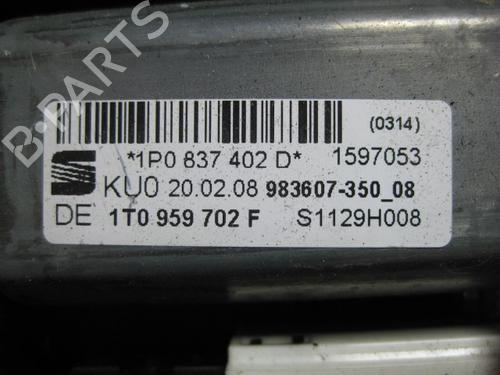 B-PARTS
(0314)
*1P0 837 402 D* 1597053
KU0 20.02.08 983607-350_08
DE 1T0 959 702 F S1129H008